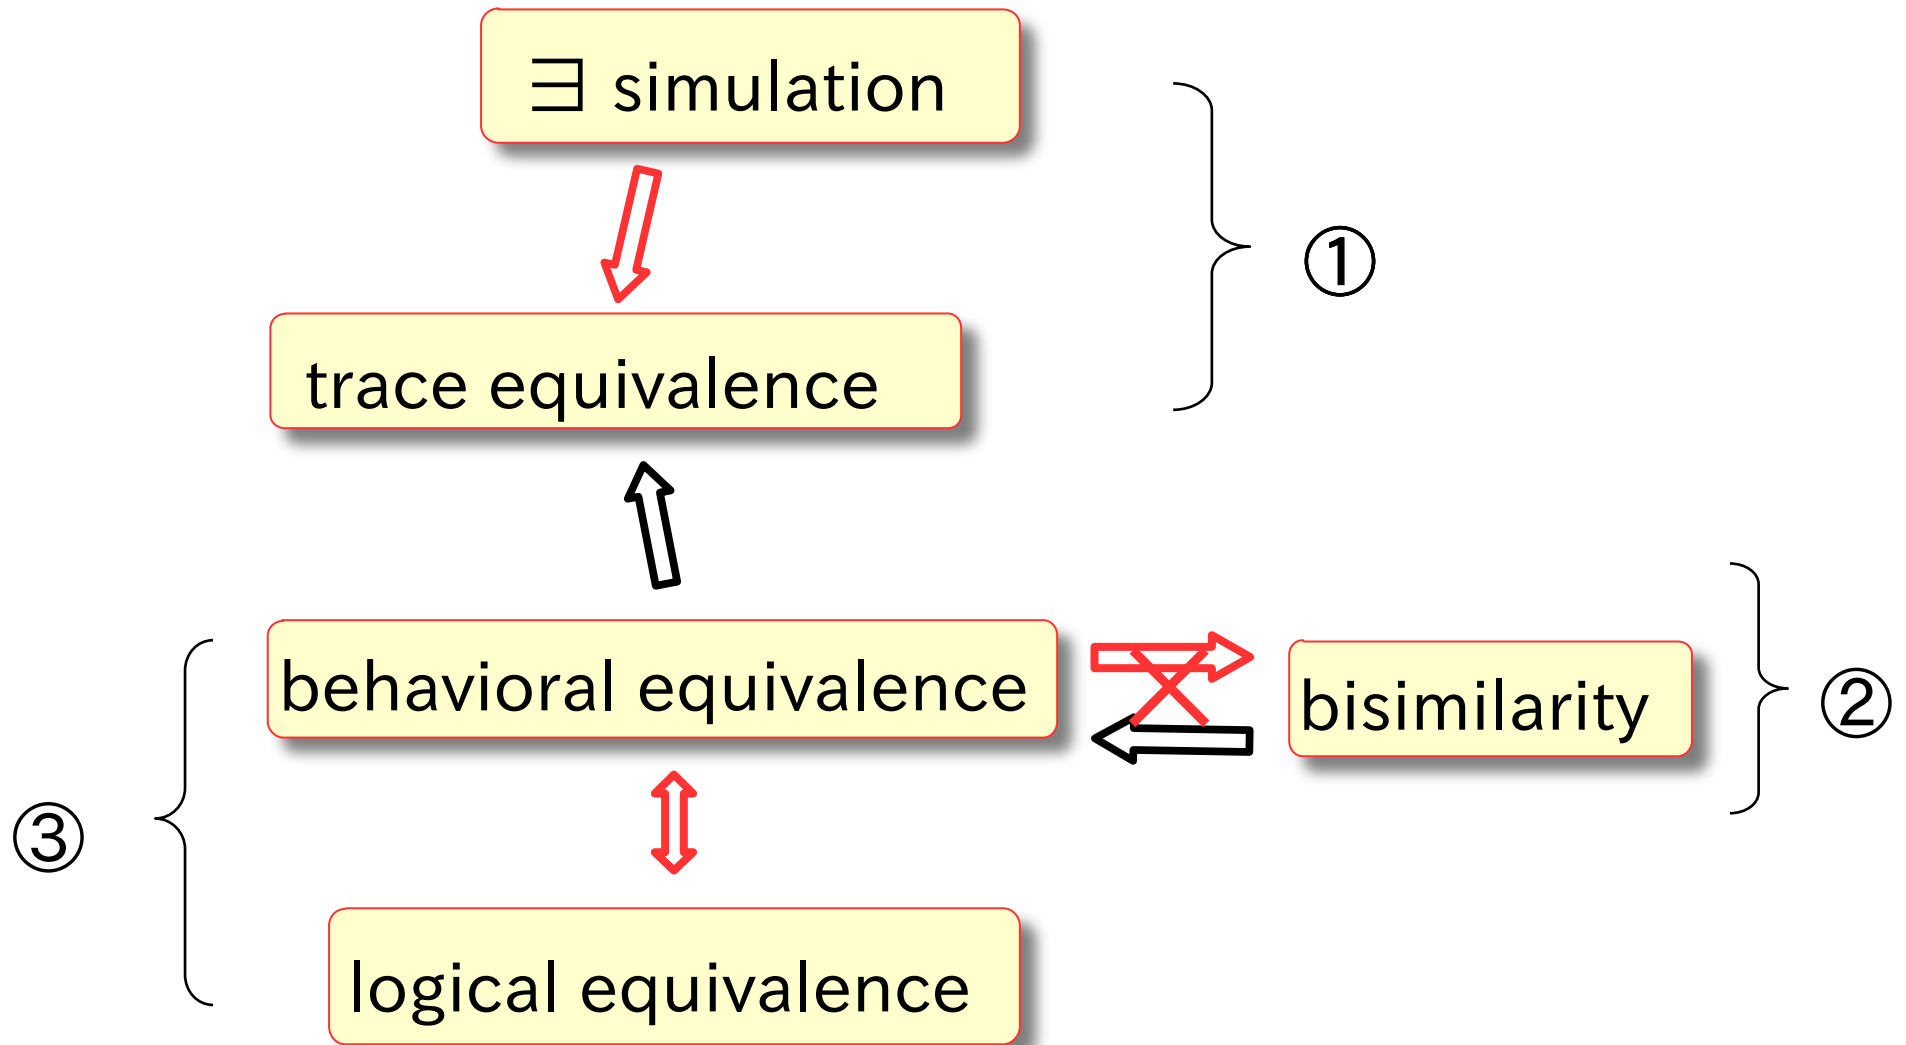 ∃ simulation
①
trace equivalence
behavioral equivalence
bisimilarity
②
③
logical equivalence